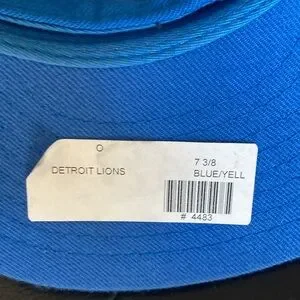 O
DETROIT LIONS
7 3/8
BLUE/YELL
# 4483